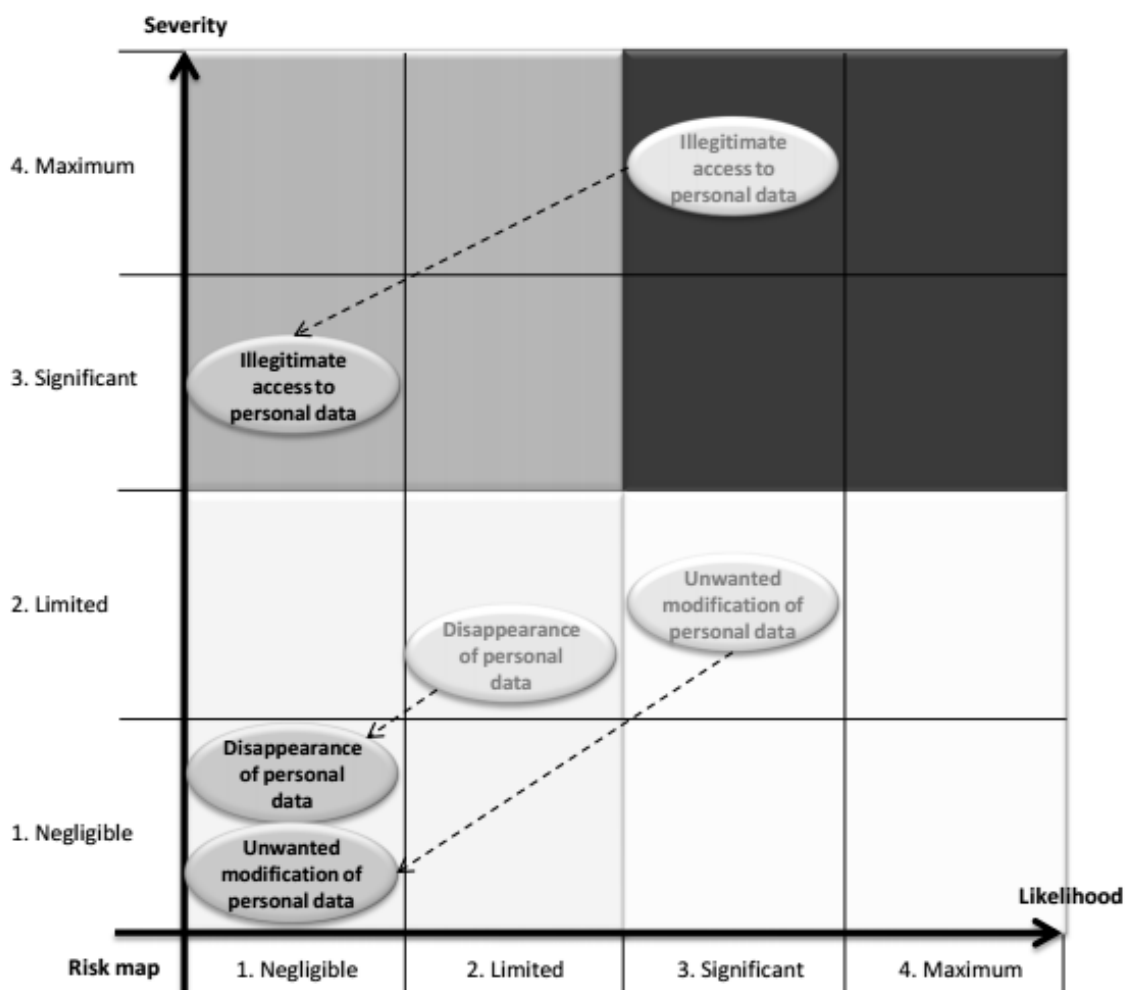 Severity
4. Maximum
Illegitimate
access to
personal data
3. Significant
Illegitimate
access to
personal data
2. Limited
Unwanted
modification of
personal data
Disappearance
of personal
data
Disappearance
of personal
data
1. Negligible
Unwanted
modification of
personal data
Likelihood
Risk map
1. Negligible
2. Limited
3. Significant
4. Maximum